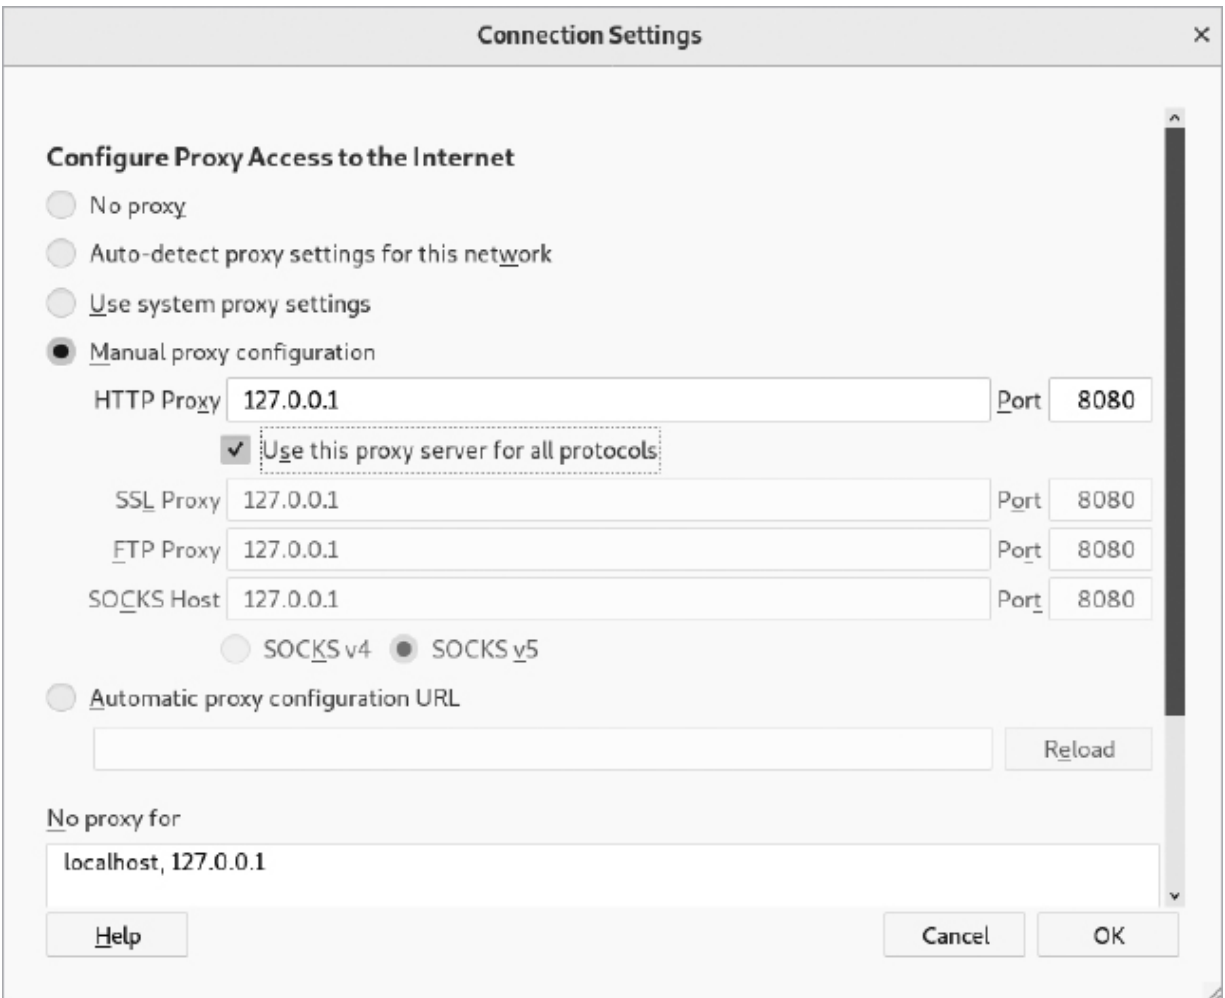 Connection Settings
Configure Proxy Access to the Internet
No proxy
Auto-detect proxy settings for this network
Use system proxy settings
Manual proxy configuration
HTTP Proxy 127.0.0.1 Port 8080
Use this proxy server for all protocols
SSL Proxy 127.0.0.1 Port 8080
FTP Proxy 127.0.0.1 Port 8080
SOCKS Host 127.0.0.1 Port 8080
SOCKS v4 SOCKS v5
Automatic proxy configuration URL
Reload
No proxy for
localhost, 127.0.0.1
Help Cancel OK